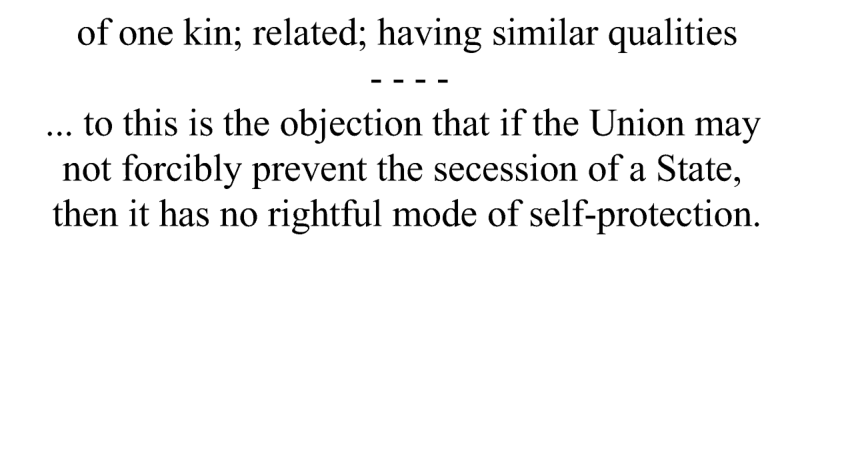 of one kin; related; having similar qualities
- - - -
... to this is the objection that if the Union may
not forcibly prevent the secession of a State,
then it has no rightful mode of self-protection.